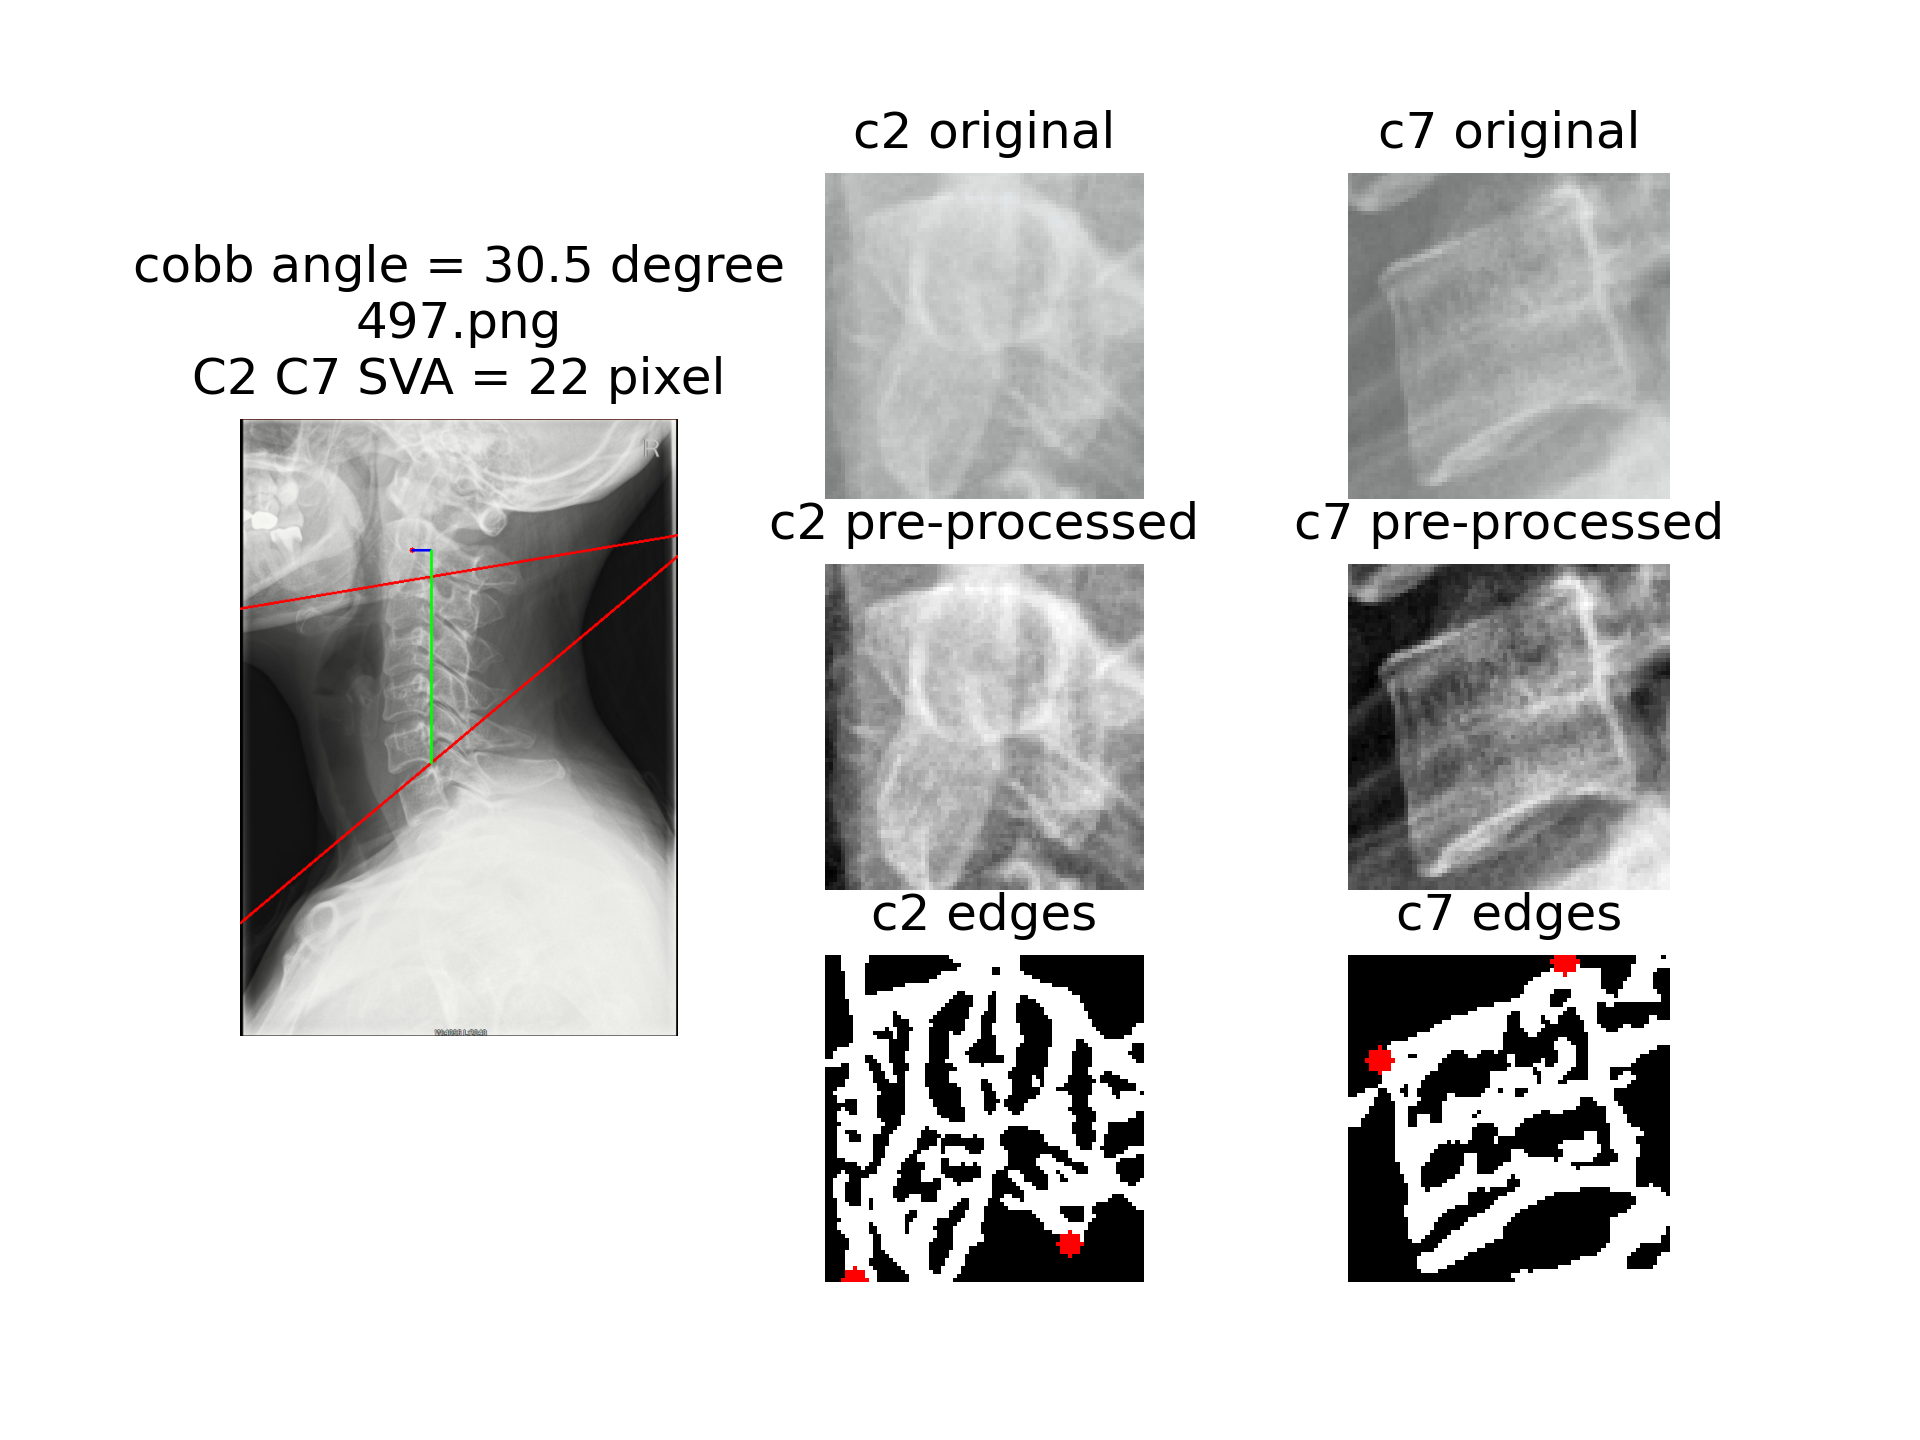 cobb angle = 30.5 degree
497.png
C2 C7 SVA = 22 pixel
R
c2 original
c7 original
c2 pre-processed
c7 pre-processed
c2 edges
c7 edges